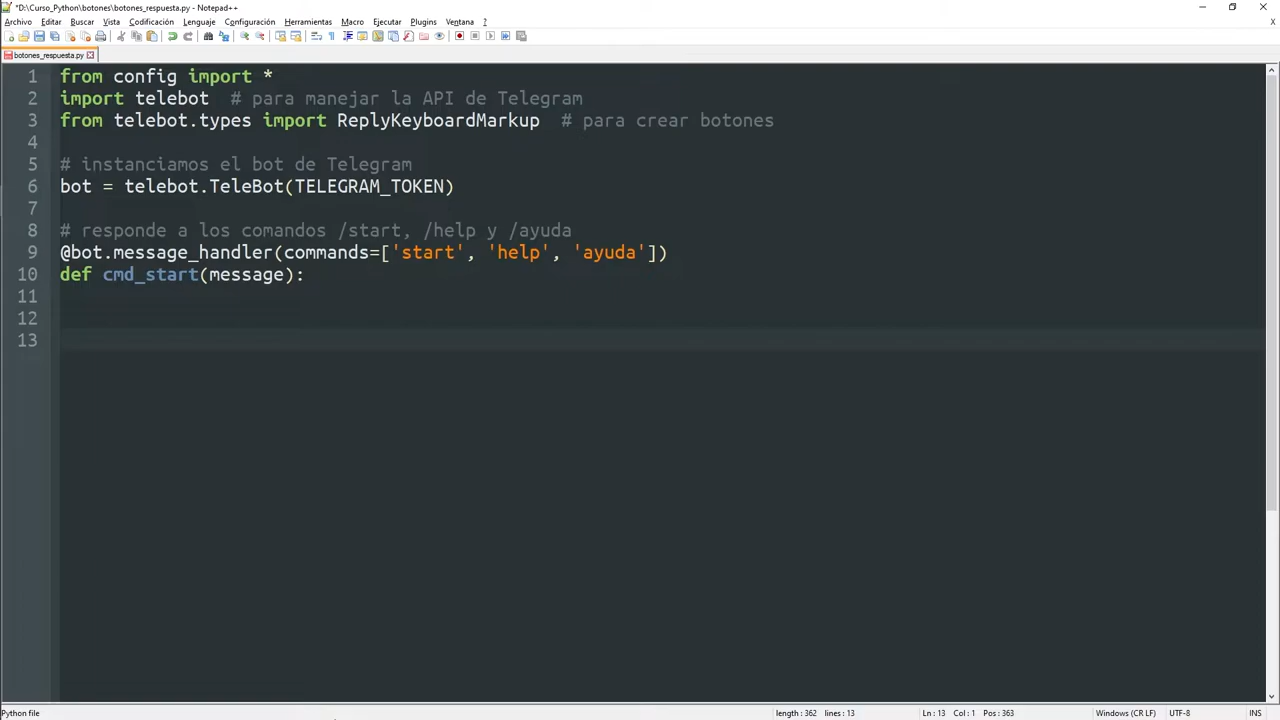 *D:\Curso_Python\botones\botones_respuesta.py - Notepad++
Archivo Editar Buscar Vista Codificación Lenguaje Configuración Herramientas Macro Ejecutar Plugins Ventana ?
X
botones_respuesta.py
1 from config import *
2 import telebot # para manejar la API de Telegram
3 from telebot.types import ReplyKeyboardMarkup # para crear botones
4
5 # instanciamos el bot de Telegram
6 bot = telebot.TeleBot(TELEGRAM_TOKEN)
7
8 # responde a los comandos /start, /help y /ayuda
9 @bot.message_handler(commands=['start', 'help', 'ayuda'])
10 def cmd_start(message):
11
12
13
Python file length : 362 lines : 13 Ln : 13 Col : 1 Pos : 363 Windows (CR LF) UTF-8 INS